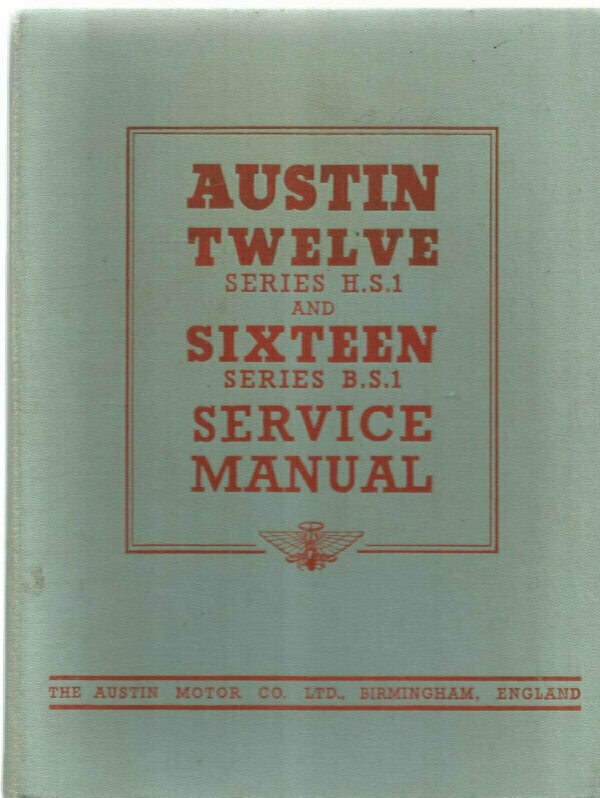 AUSTIN
TWELVE
SERIES H.S.1
AND
SIXTEEN
SERIES B.S.1
SERVICE
MANUAL
THE AUSTIN MOTOR CO. LTD., BIRMINGHAM, ENGLAND